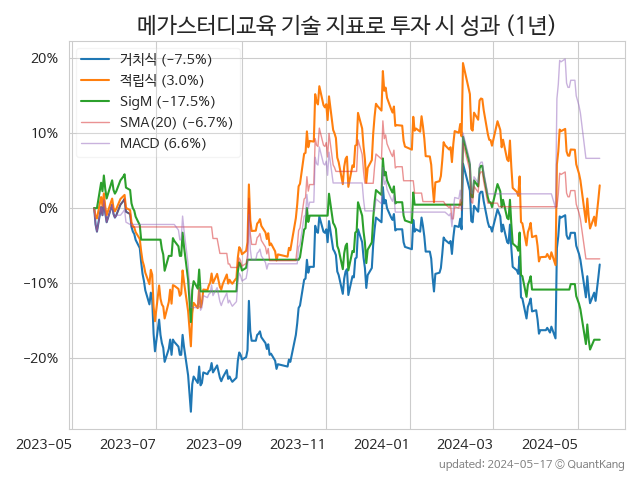 메가스터디교육 기술 지표로 투자 시 성과 (1년)
거치식 (−7.5%)
적립식 (3.0%)
SigM (−17.5%)
SMA(20) (−6.7%)
MACD (6.6%)
20%
10%
0%
−10%
−20%
2023-05 2023-07 2023-09 2023-11 2024-01 2024-03 2024-05
updated: 2024-05-17 ⓒ QuantKang